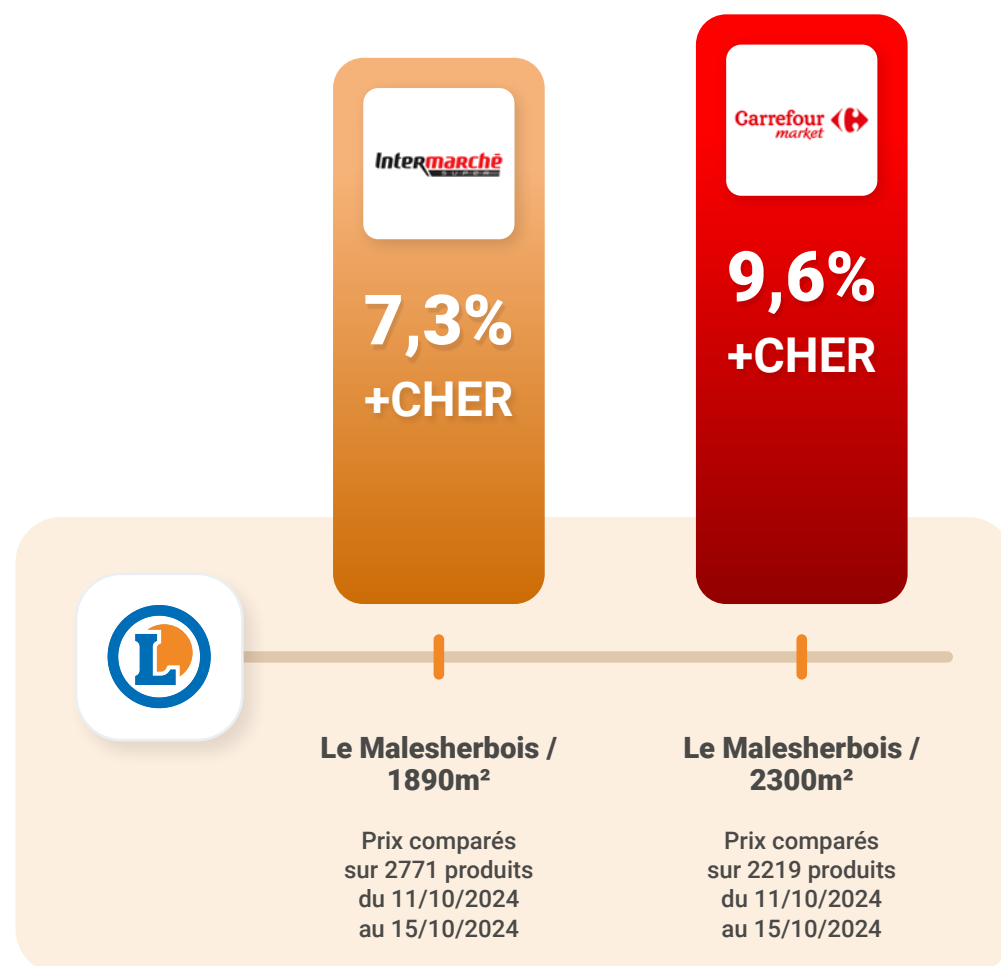 Intermarchē
SUPER
7,3%
+CHER
Carrefour
market
9,6%
+CHER
L
Le Malesherbois /
1890m²
Prix comparés
sur 2771 produits
du 11/10/2024
au 15/10/2024
Le Malesherbois /
2300m²
Prix comparés
sur 2219 produits
du 11/10/2024
au 15/10/2024